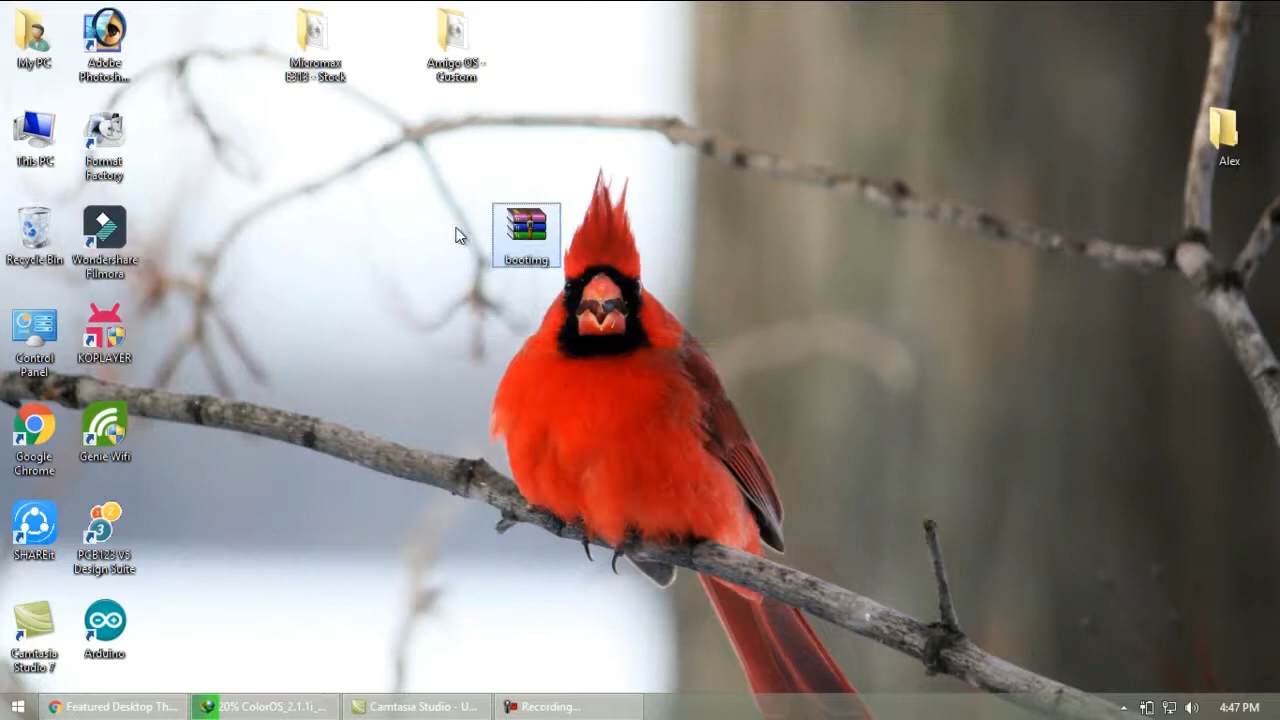 My PC
Adobe
Photosh...
Micromax
E313 - Stock
Amigo OS -
Custom
This PC
Format
Factory
Alex
Recycle Bin
Wondershare
Filmora
bootimg
Control
Panel
KOPLAYER
Google
Chrome
Genie Wifi
SHAREit
PCB123 V5
Design Suite
Camtasia
Studio 7
Arduino
Featured Desktop Th...
20% ColorOS_2.1.1i_...
Camtasia Studio - U...
Recording...
4:47 PM